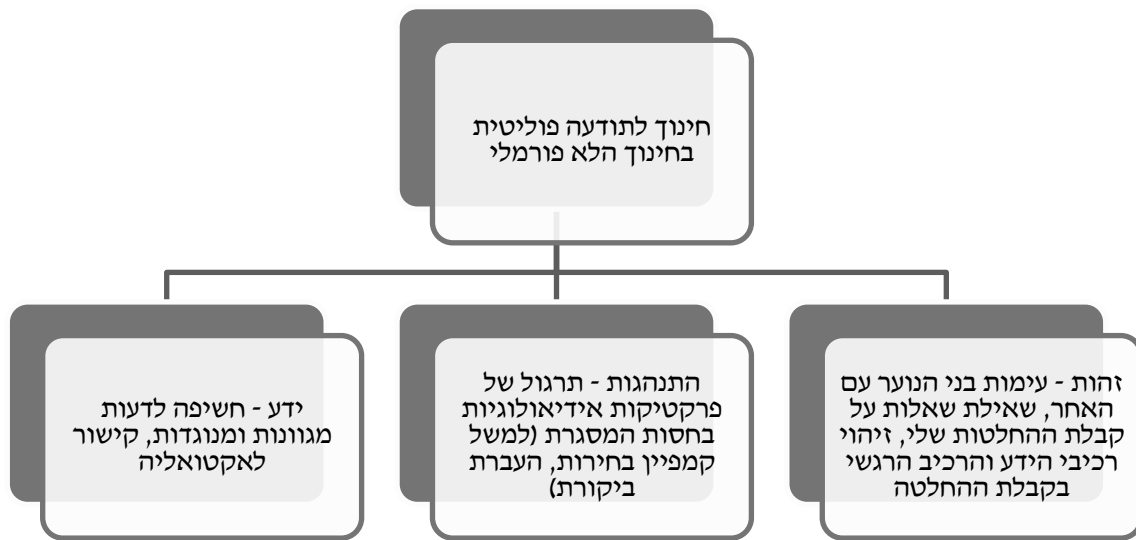 חינוך לתודעה פוליטית
בחינוך הלא פורמלי
זהות - עימות בני הנוער עם
האחר, שאילת שאלות על
קבלת ההחלטות שלי, זיהוי
רכיבי הידע והרכיב הרגשי
בקבלת ההחלטה
התנהגות - תרגול של
פרקטיקות אידיאולוגיות
בחסות המסגרת (למשל
קמפיין בחירות, העברת
ביקורת)
ידע - חשיפה לדעות
מגוונות ומנוגדות, קישור
לאקטואליה